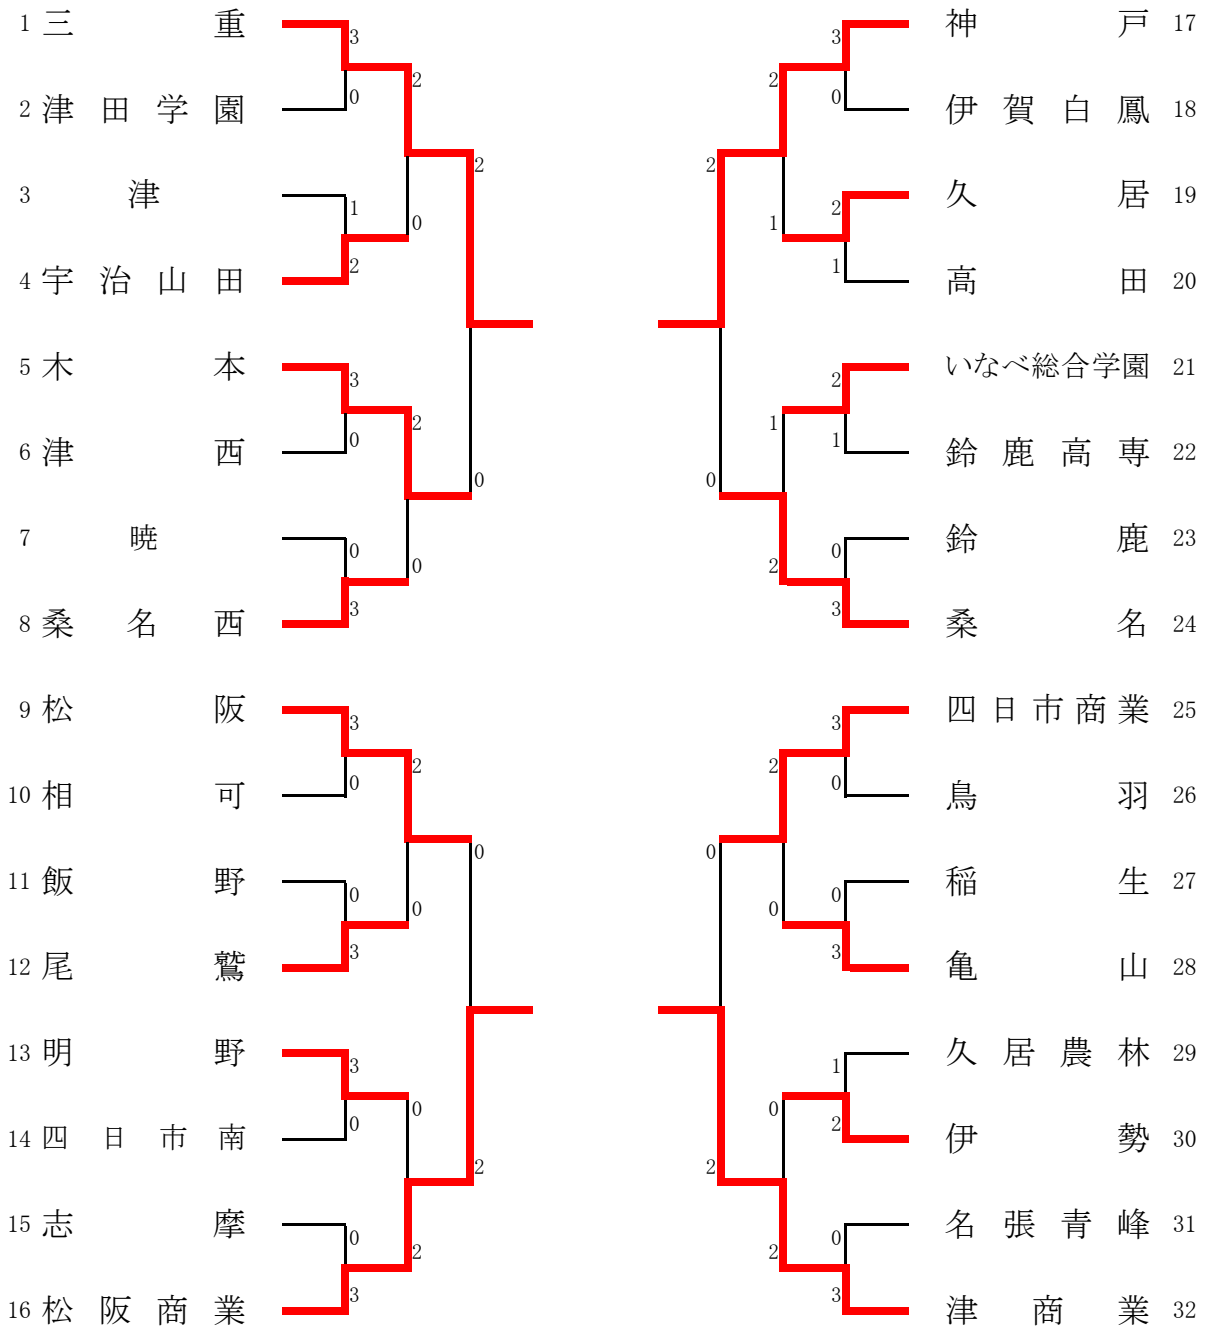 1 三重
3
2
0
2 津田学園
2
3 津
1
0
2
4 宇治山田
5 木本
3
2
0
6 津西
0
7 暁
0
0
3
8 桑名西
9 松阪
3
2
0
10 相可
0
11 飯野
0
0
3
12 尾鷲
13 明野
3
0
0
14 四日市南
2
15 志摩
0
2
3
16 松阪商業
神戸 17
3
2
0
伊賀白鳳 18
2
久居 19
2
1
1
高田 20
いなべ総合学園 21
2
1
1
鈴鹿高専 22
0
鈴鹿 23
0
2
3
桑名 24
四日市商業 25
3
2
0
鳥羽 26
0
稲生 27
0
0
3
亀山 28
久居農林 29
1
0
2
伊勢 30
2
名張青峰 31
0
2
3
津商業 32